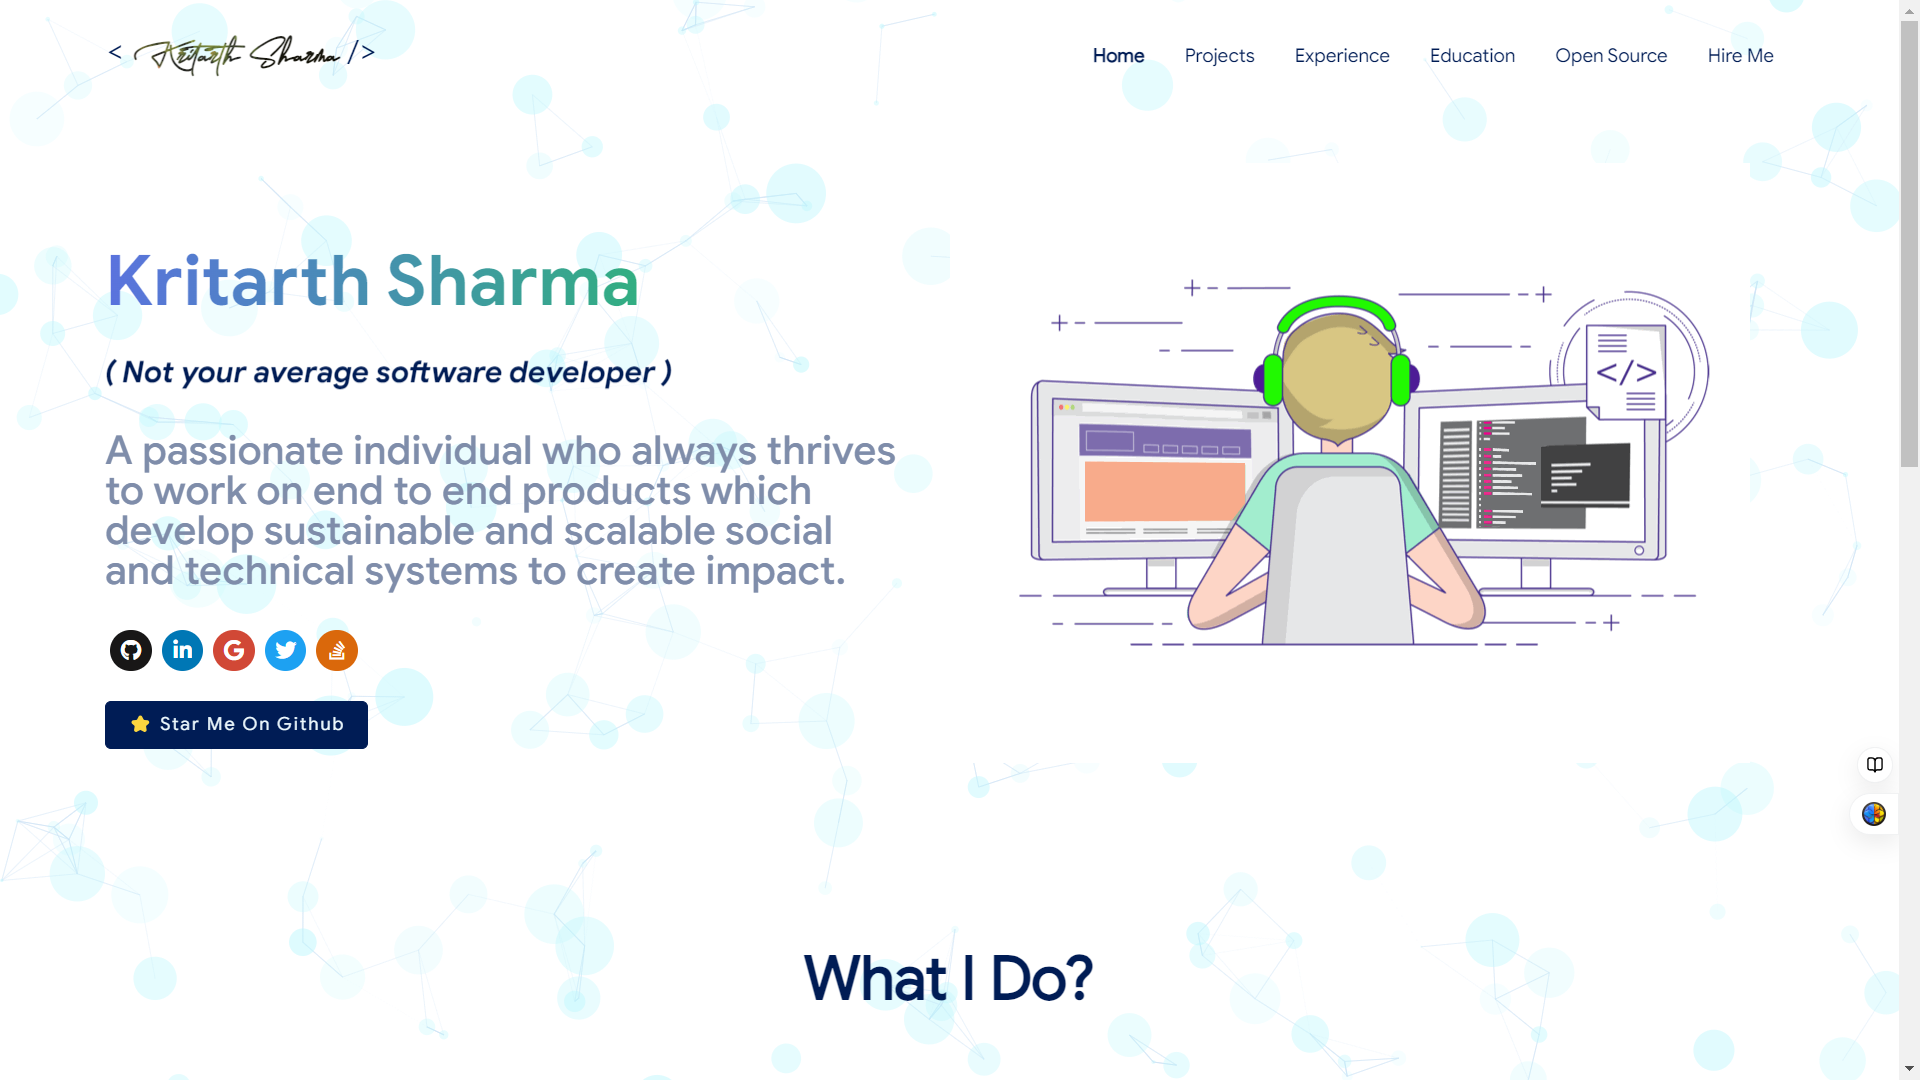 < Kritarth Sharma />
Home Projects Experience Education Open Source Hire Me
Kritarth Sharma
( Not your average software developer )
A passionate individual who always thrives
to work on end to end products which
develop sustainable and scalable social
and technical systems to create impact.
in G
Star Me On Github
</>
What I Do?